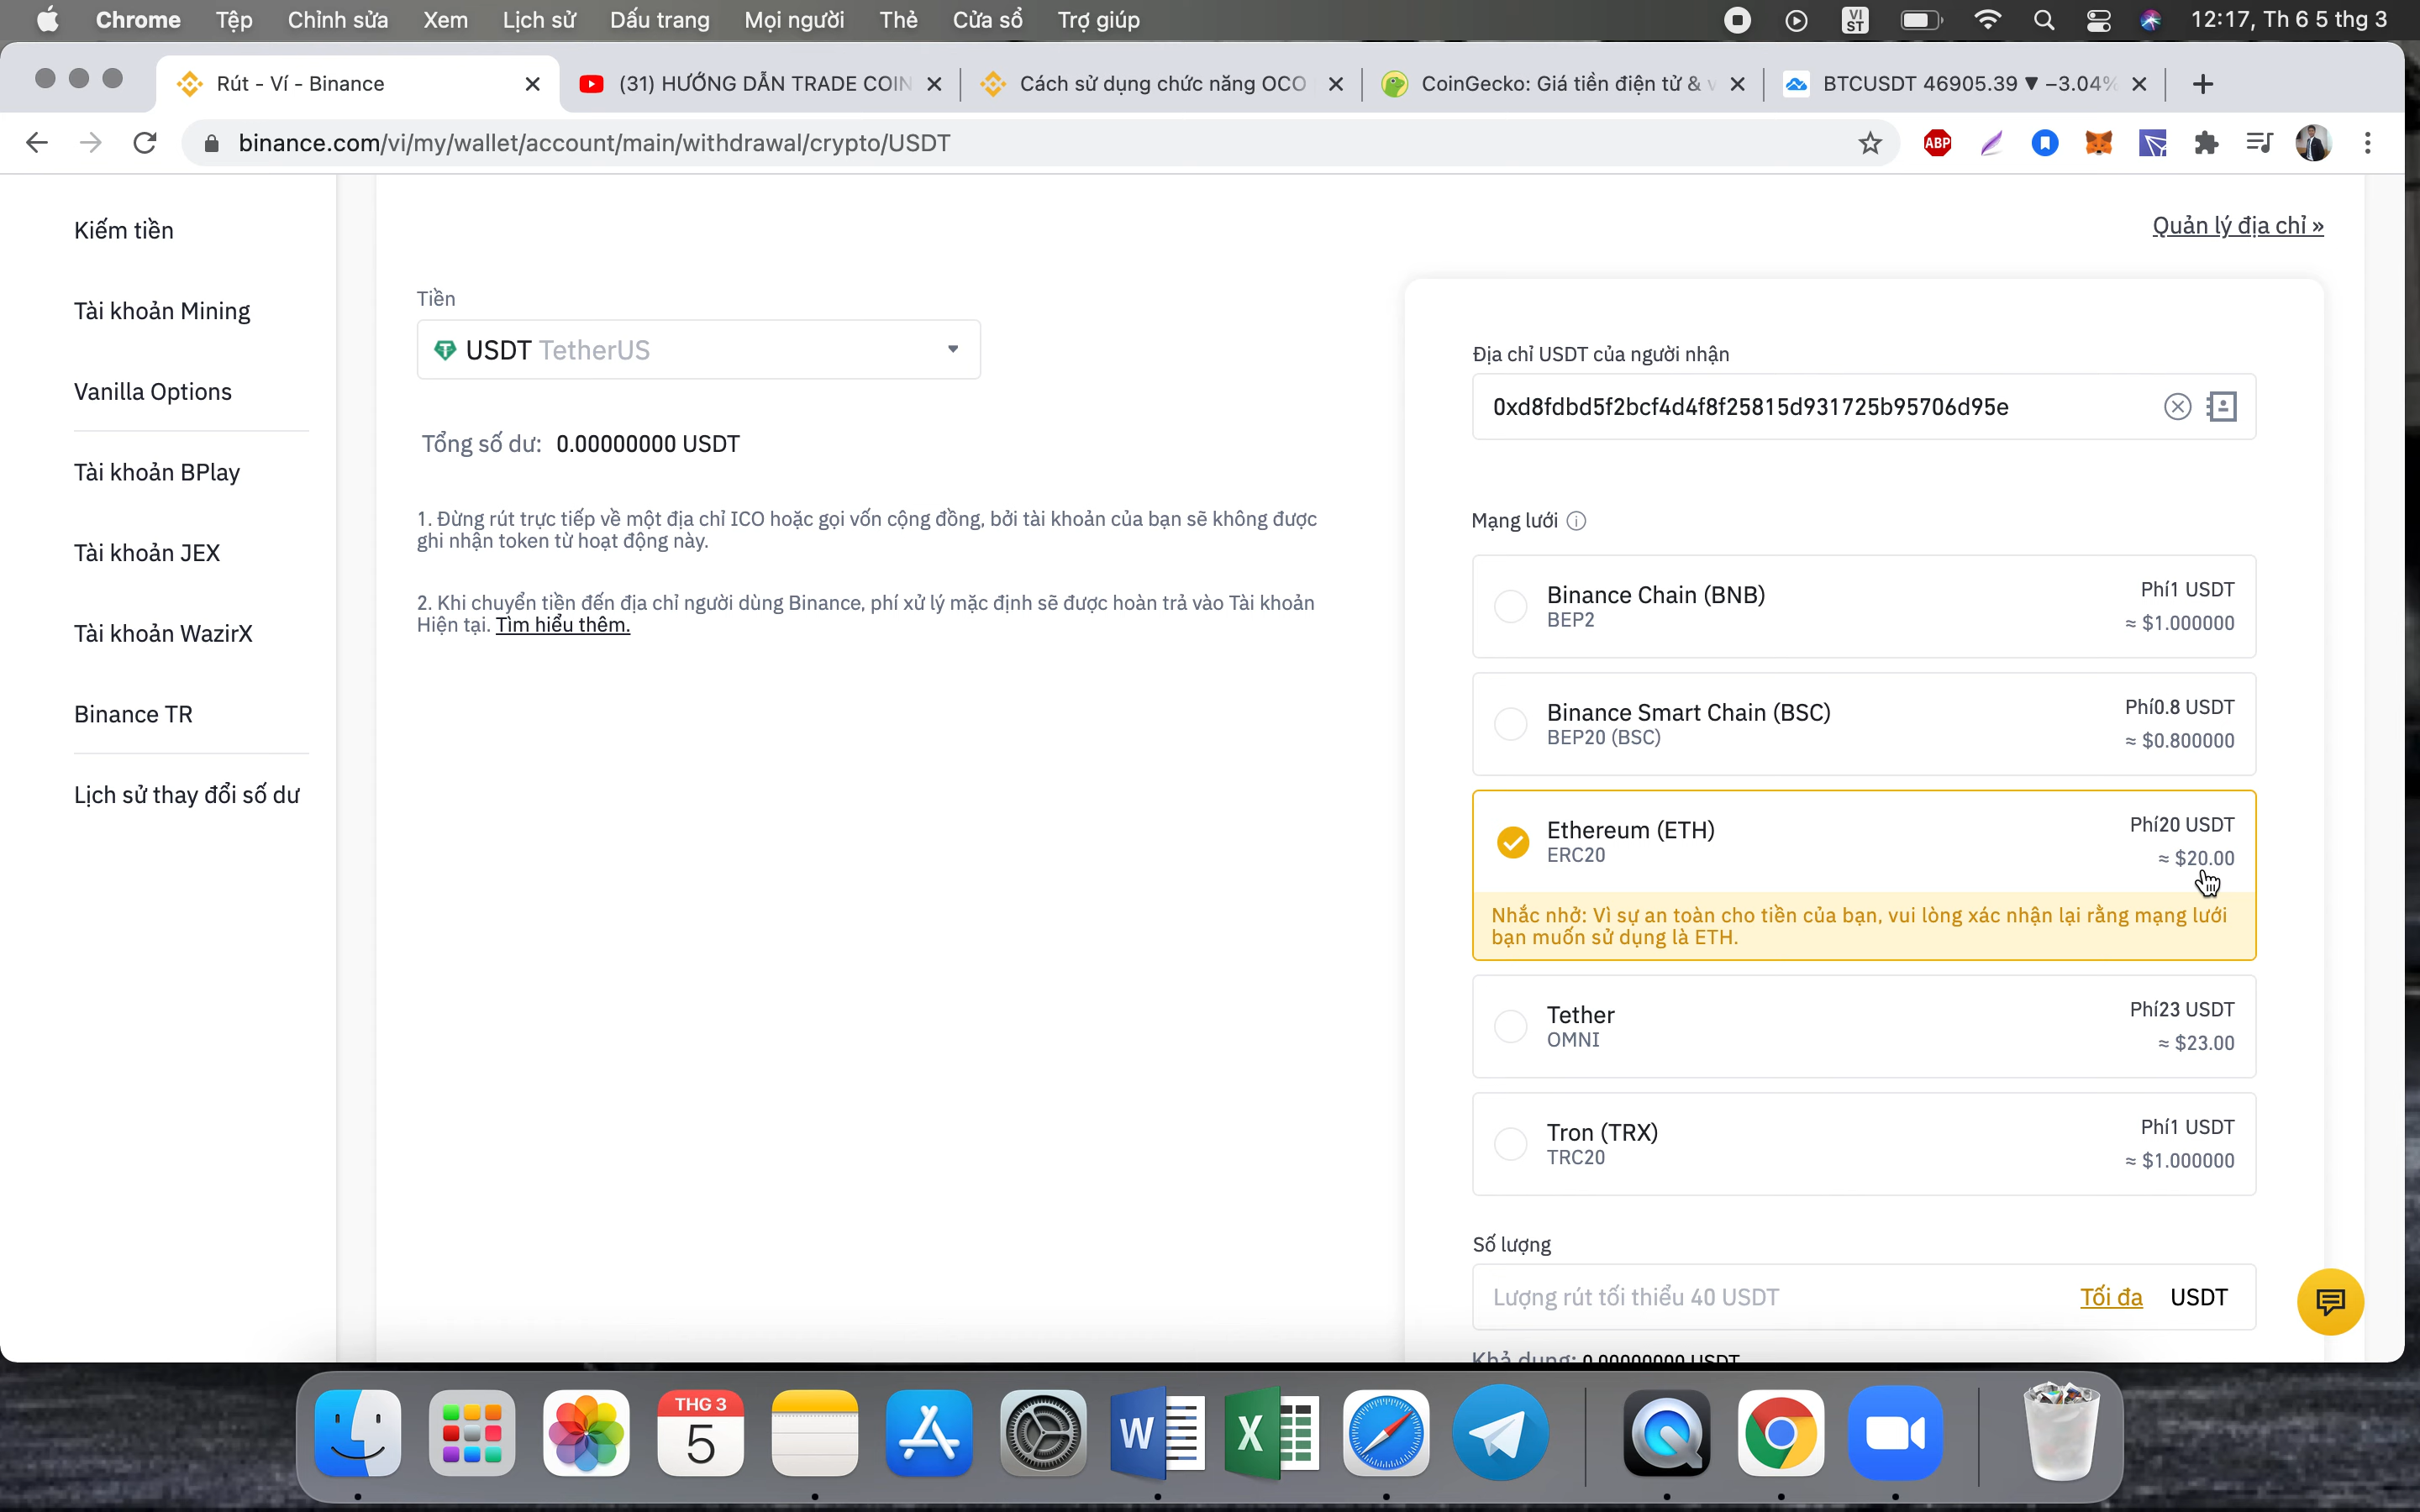 Chrome Tệp Chỉnh sửa Xem Lịch sử Dấu trang Mọi người Thẻ Cửa sổ Trợ giúp
VI
ST
12:17, Th 6 5 thg 3
Rút - Ví - Binance
(31) HƯỚNG DẪN TRADE COIN
Cách sử dụng chức năng OCO
CoinGecko: Giá tiền điện tử &
BTCUSDT 46905.39 ▼ −3.04%
binance.com/vi/my/wallet/account/main/withdrawal/crypto/USDT
ABP
Kiếm tiền
Tài khoản Mining
Vanilla Options
Tài khoản BPlay
Tài khoản JEX
Tài khoản WazirX
Binance TR
Lịch sử thay đổi số dư
Quản lý địa chỉ »
Tiền
USDT TetherUS
Tổng số dư: 0.00000000 USDT
1. Đừng rút trực tiếp về một địa chỉ ICO hoặc gọi vốn cộng đồng, bởi tài khoản của bạn sẽ không được
ghi nhận token từ hoạt động này.
2. Khi chuyển tiền đến địa chỉ người dùng Binance, phí xử lý mặc định sẽ được hoàn trả vào Tài khoản
Hiện tại. Tìm hiểu thêm.
Địa chỉ USDT của người nhận
0xd8fdbd5f2bcf4d4f8f25815d931725b95706d95e
Mạng lưới
Binance Chain (BNB)
BEP2
Phí1 USDT
≈ $1.000000
Binance Smart Chain (BSC)
BEP20 (BSC)
Phí0.8 USDT
≈ $0.800000
Ethereum (ETH)
ERC20
Phí20 USDT
≈ $20.00
Nhắc nhở: Vì sự an toàn cho tiền của bạn, vui lòng xác nhận lại rằng mạng lưới
bạn muốn sử dụng là ETH.
Tether
OMNI
Phí23 USDT
≈ $23.00
Tron (TRX)
TRC20
Phí1 USDT
≈ $1.000000
Số lượng
Lượng rút tối thiểu 40 USDT
Tối đa USDT
Khả dụng: 0.00000000 USDT
THG 3
5
W
X